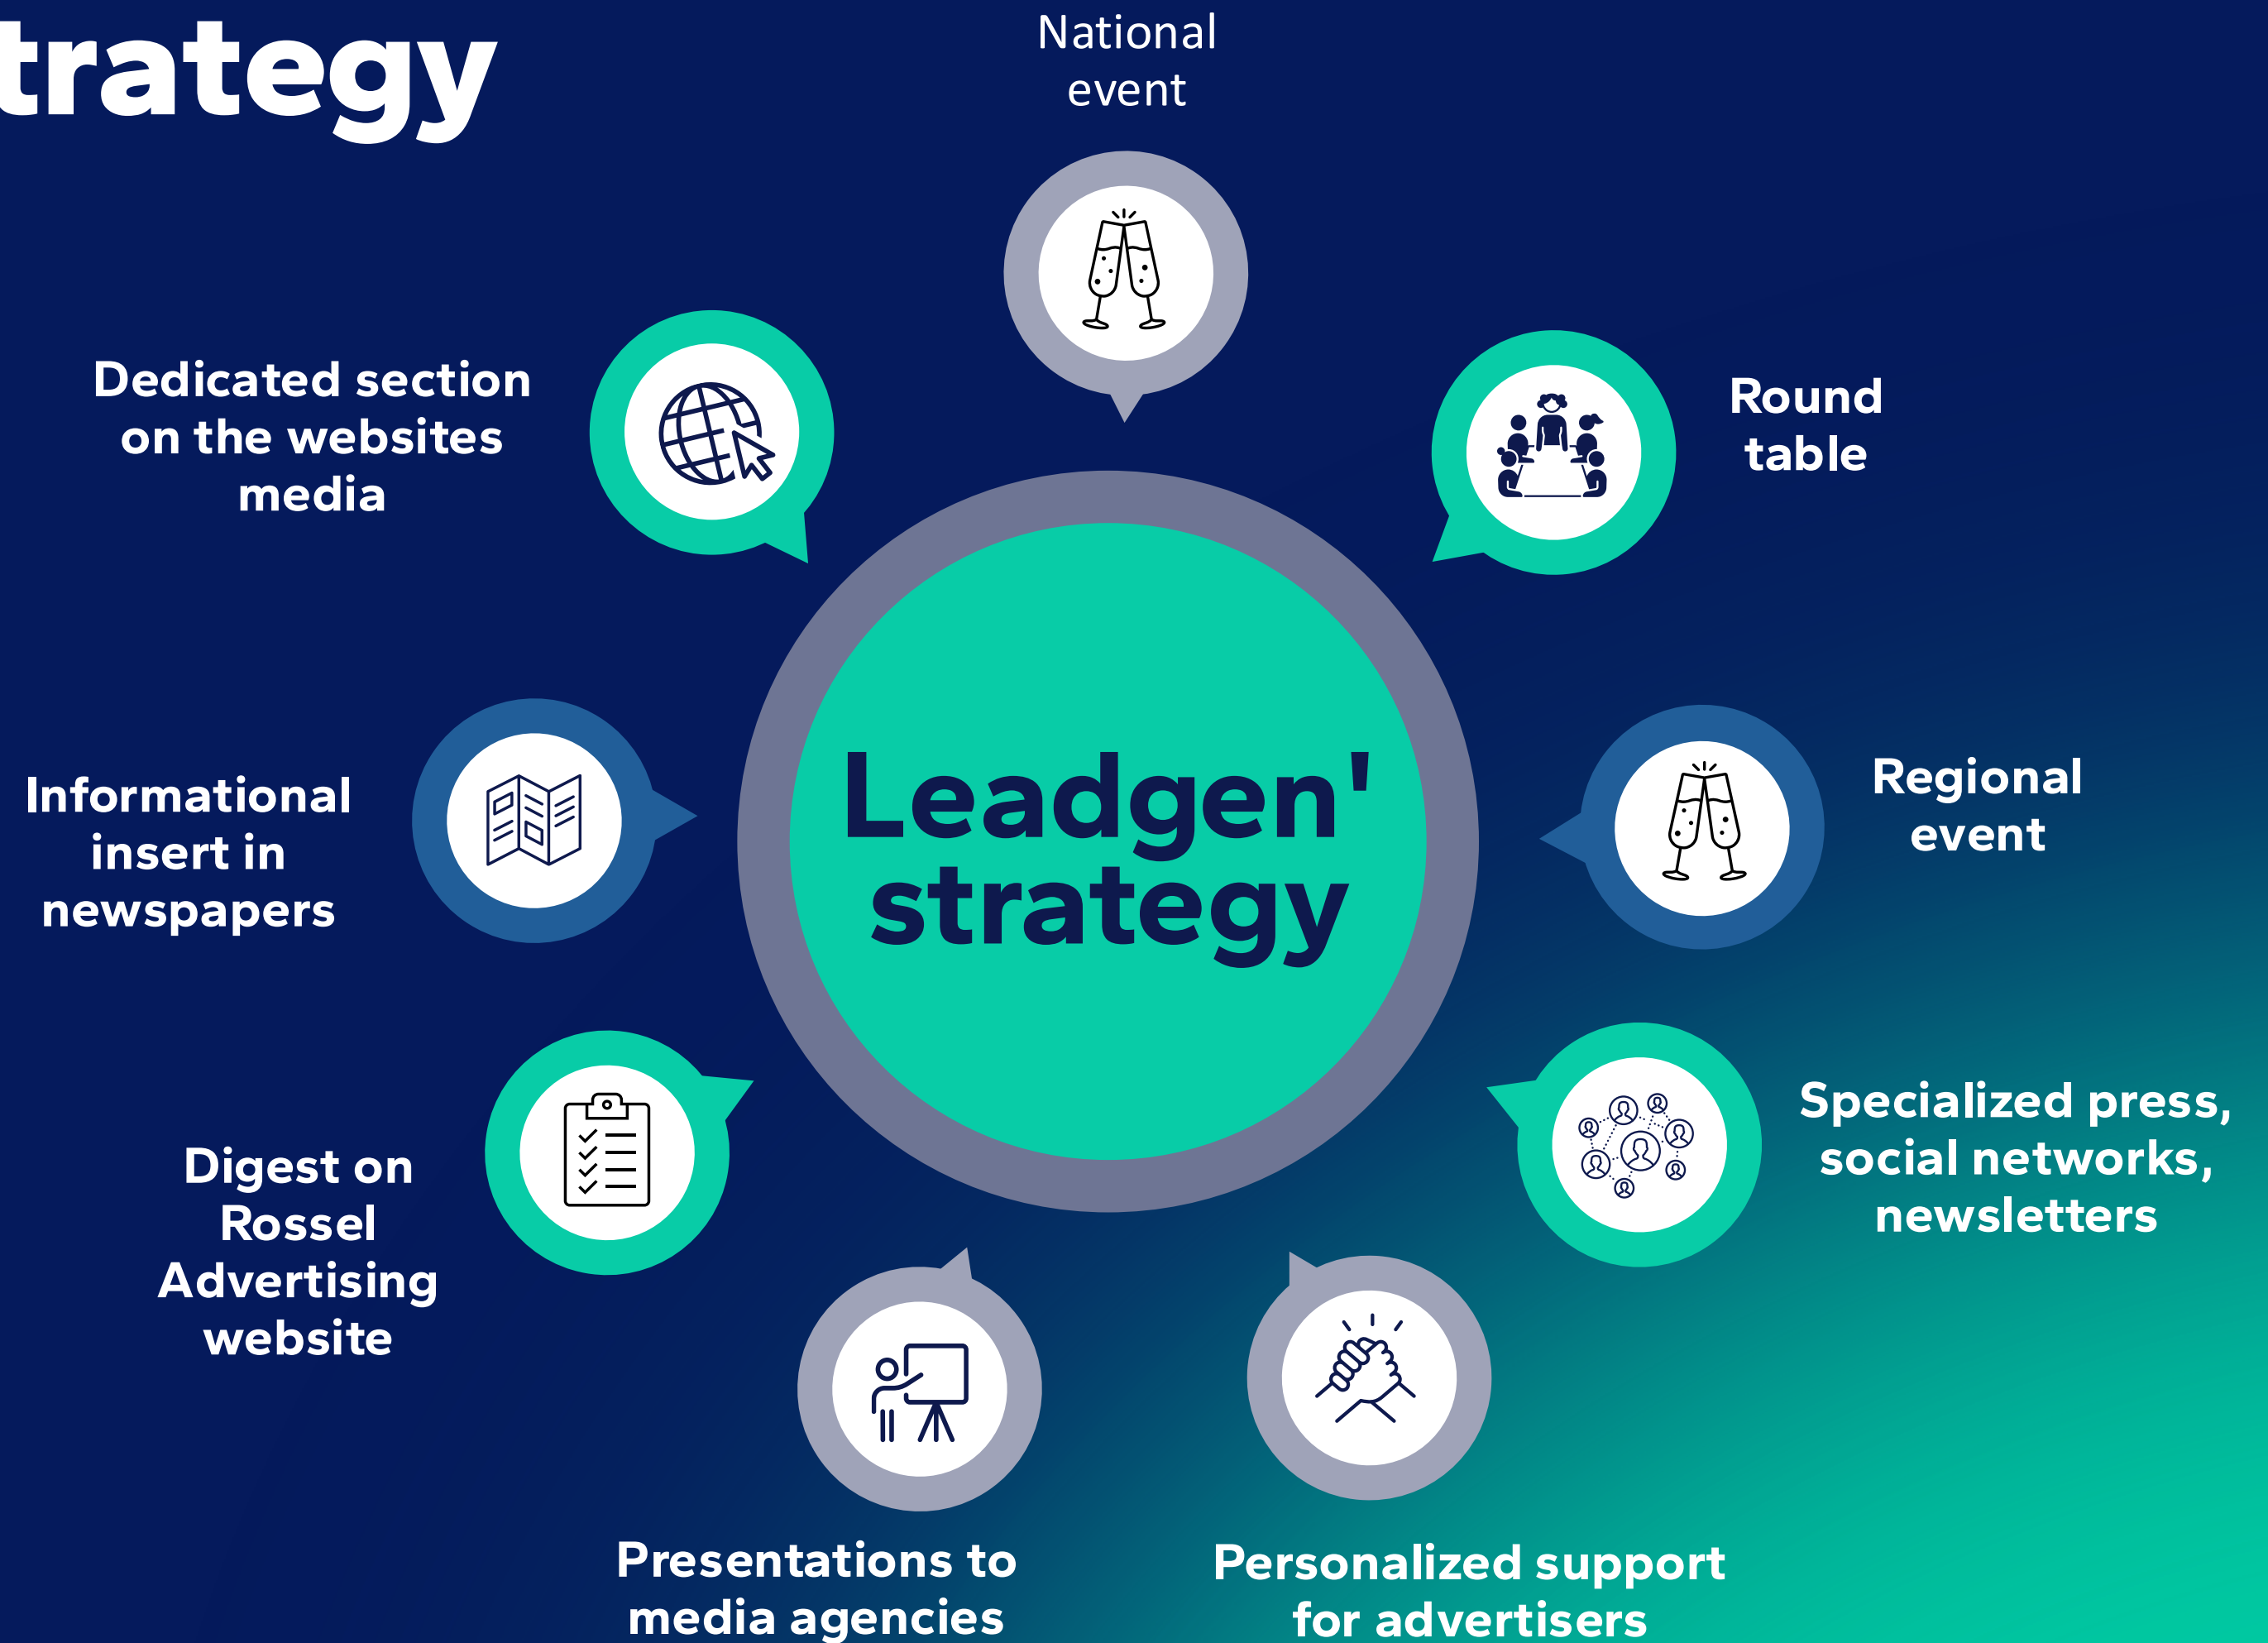 trategy
National
event
Dedicated section
on the websites
media
Round
table
Informational
insert in
newspapers
Leadgen'
strategy
Regional
event
Digest on
Rossel
Advertising
website
Specialized press,
social networks,
newsletters
Presentations to
media agencies
Personalized support
for advertisers